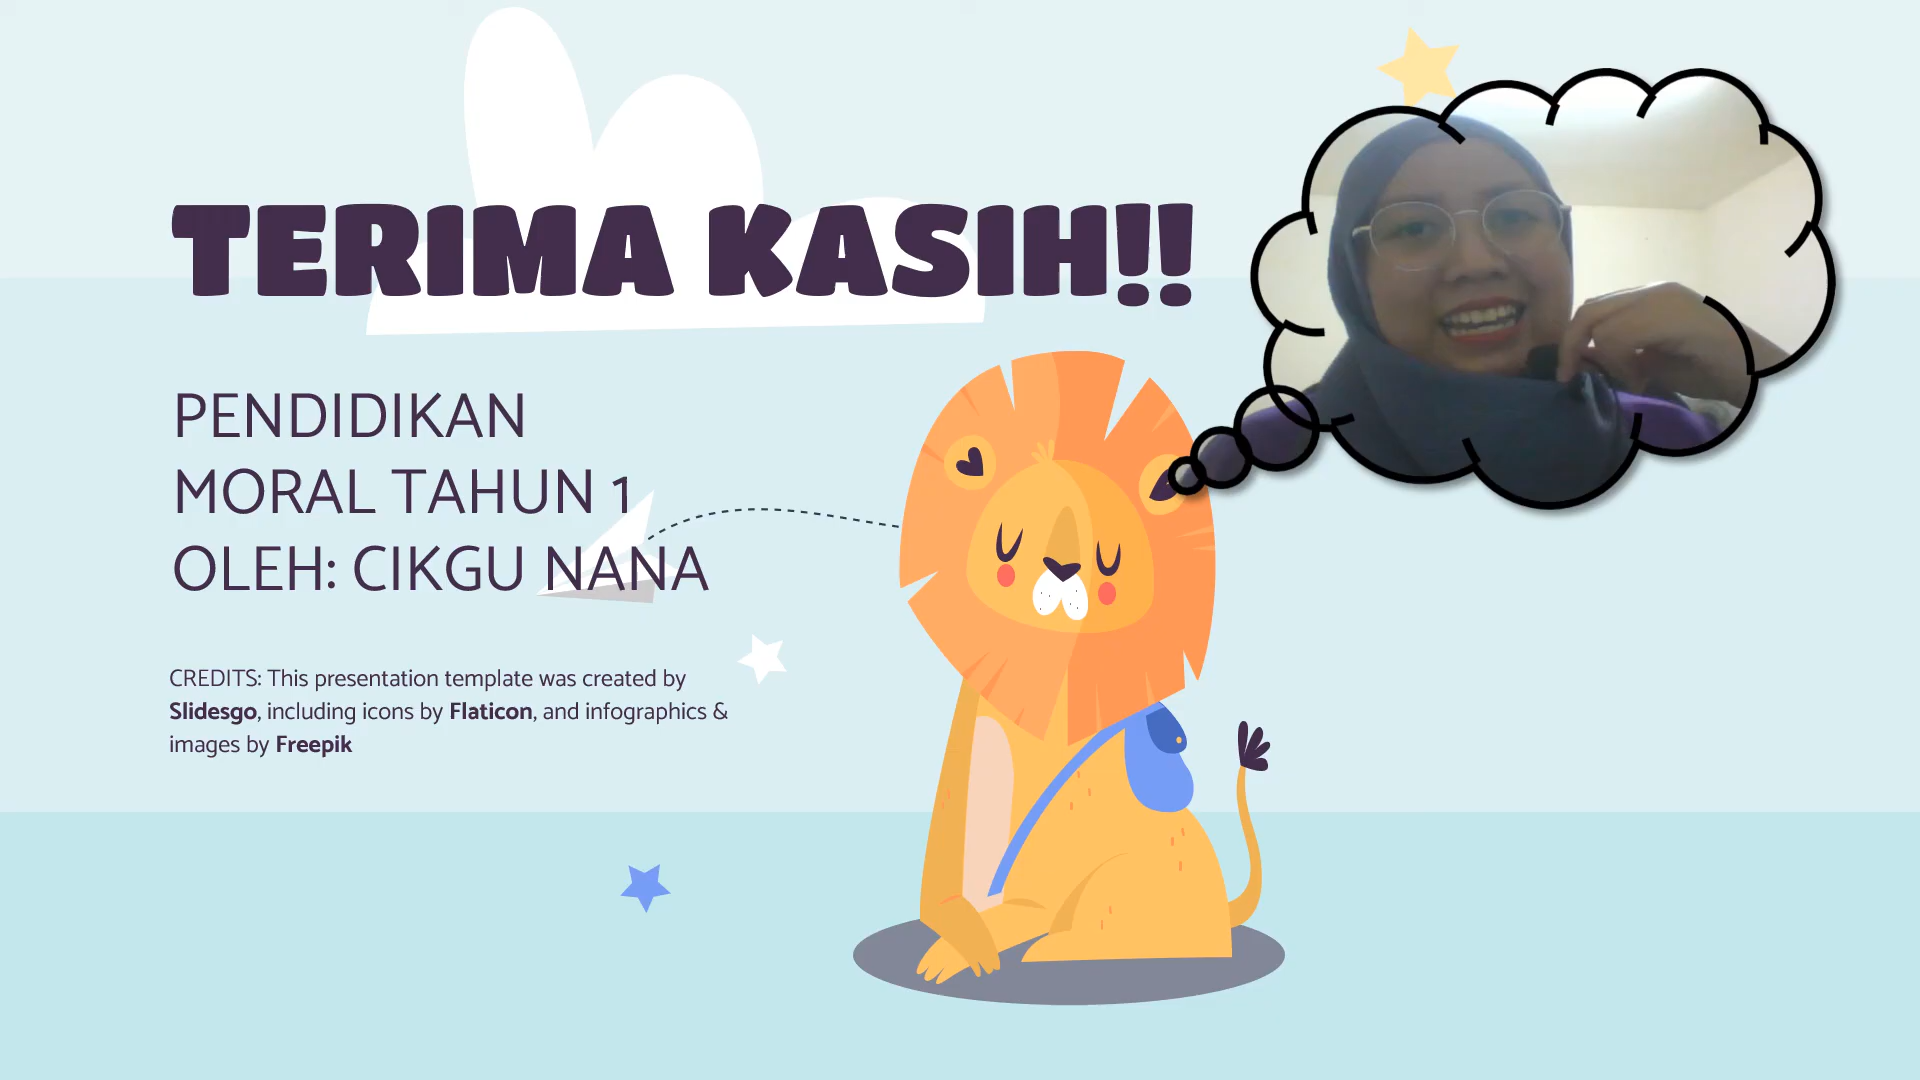 TERIMA KASIH!!
PENDIDIKAN
MORAL TAHUN 1
OLEH: CIKGU NANA
CREDITS: This presentation template was created by
Slidesgo, including icons by Flaticon, and infographics &
images by Freepik